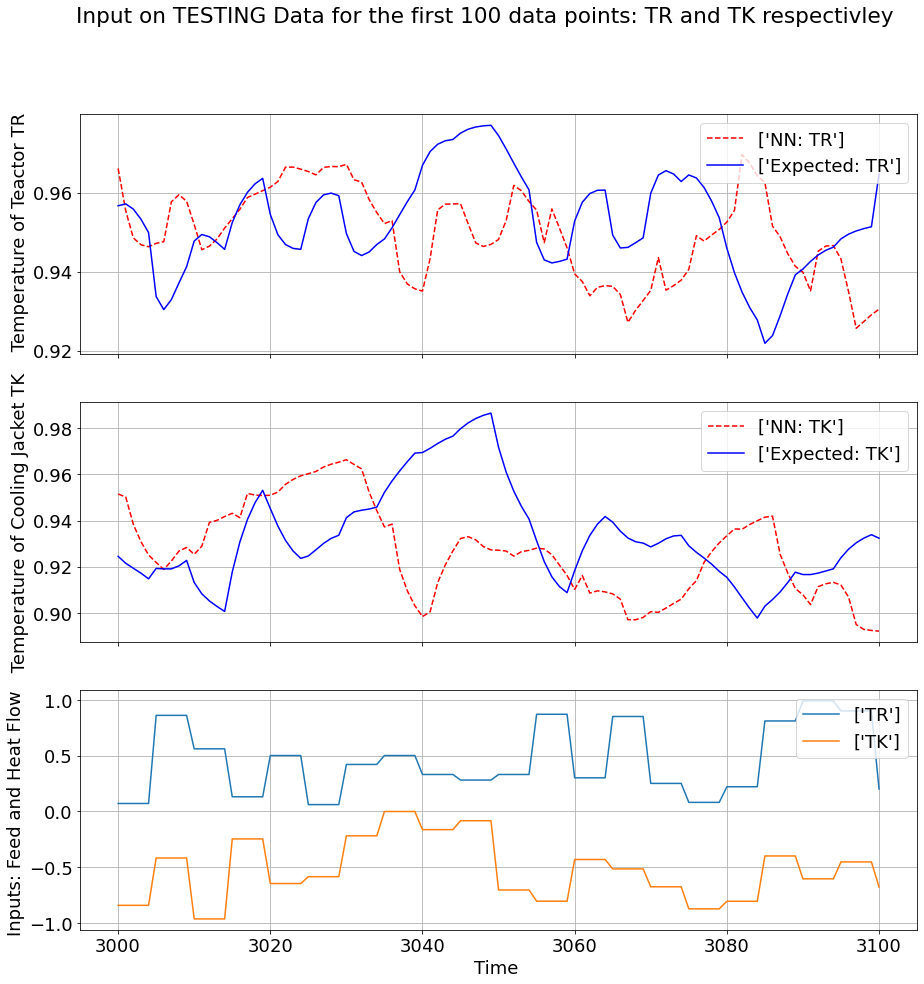 Input on TESTING Data for the first 100 data points: TR and TK respectivley
Temperature of Teactor TR
0.96
0.94
0.92
['NN: TR']
['Expected: TR']
Temperature of Cooling Jacket TK
0.98
0.96
0.94
0.92
0.90
['NN: TK']
['Expected: TK']
Inputs: Feed and Heat Flow
1.0
0.5
0.0
−0.5
−1.0
['TR']
['TK']
3000 3020 3040 3060 3080 3100
Time